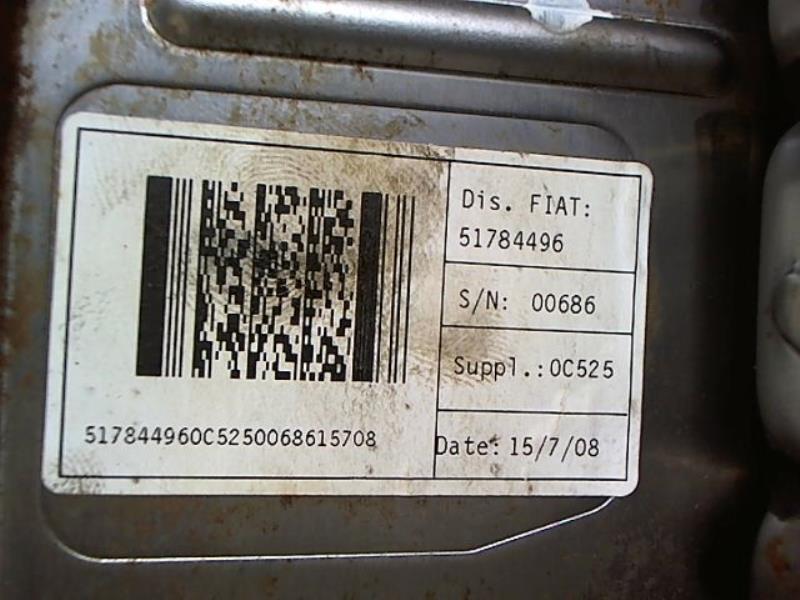 Dis. FIAT:
51784496
S/N: 00686
Suppl.:0C525
Date: 15/7/08
517844960C5250068615708